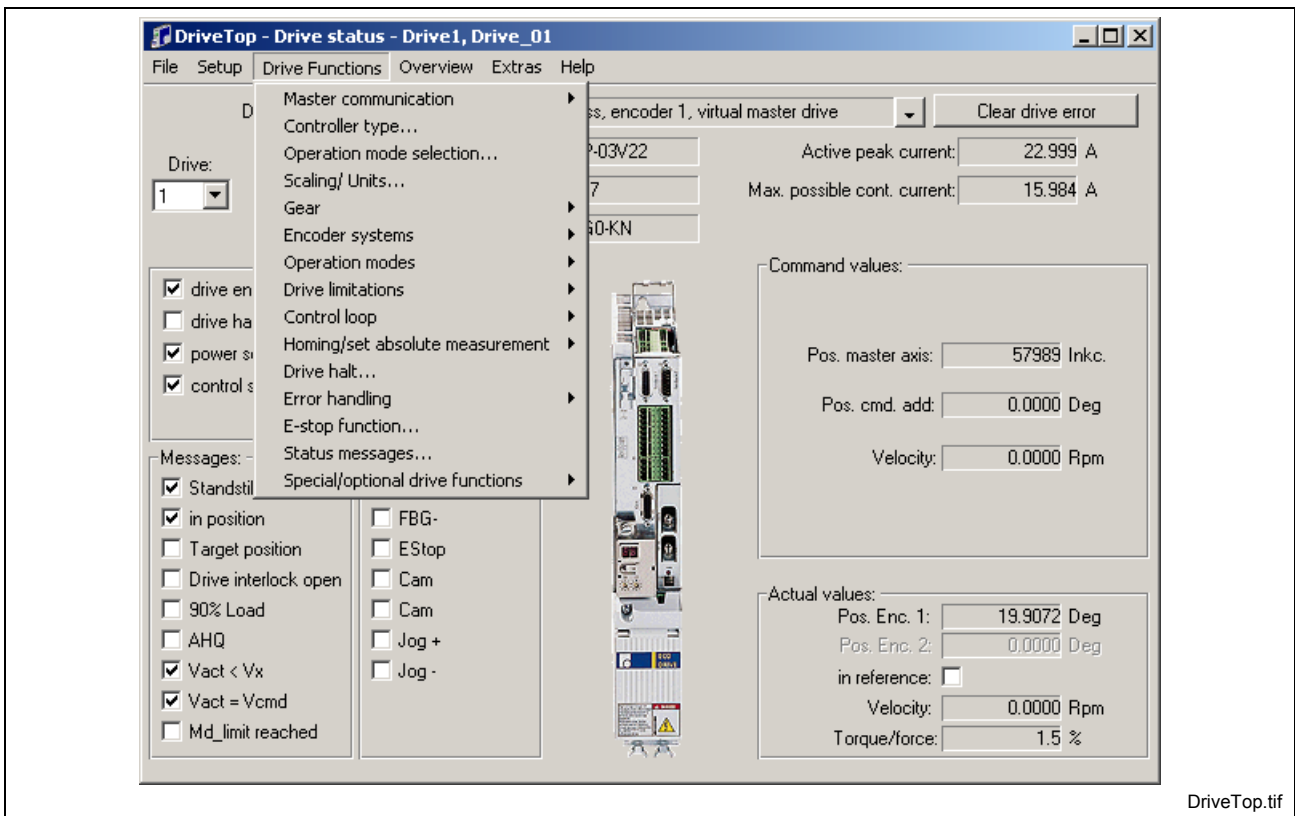 DriveTop - Drive status - Drive1, Drive_01
File Setup Drive Functions Overview Extras Help
Master communication
Controller type...
Operation mode selection...
Scaling/ Units...
Gear
Encoder systems
Operation modes
Drive limitations
Control loop
Homing/set absolute measurement
Drive halt...
Error handling
E-stop function...
Status messages...
Special/optional drive functions
D
ss, encoder 1, virtual master drive
Clear drive error
Drive:
1
P-03V22
7
G0-KN
Active peak current: 22.999 A
Max. possible cont. current: 15.984 A
drive en
drive ha
power s
control s
Messages:
Standstil
in position
Target position
Drive interlock open
90% Load
AHQ
Vact < Vx
Vact = Vcmd
Md_limit reached
FBG-
EStop
Cam
Cam
Jog +
Jog -
Command values:
Pos. master axis: 57989 Inkc.
Pos. cmd. add: 0.0000 Deg
Velocity: 0.0000 Rpm
Actual values:
Pos. Enc. 1: 19.9072 Deg
Pos. Enc. 2: 0.0000 Deg
in reference:
Velocity: 0.0000 Rpm
Torque/force: 1.5 %
DriveTop.tif